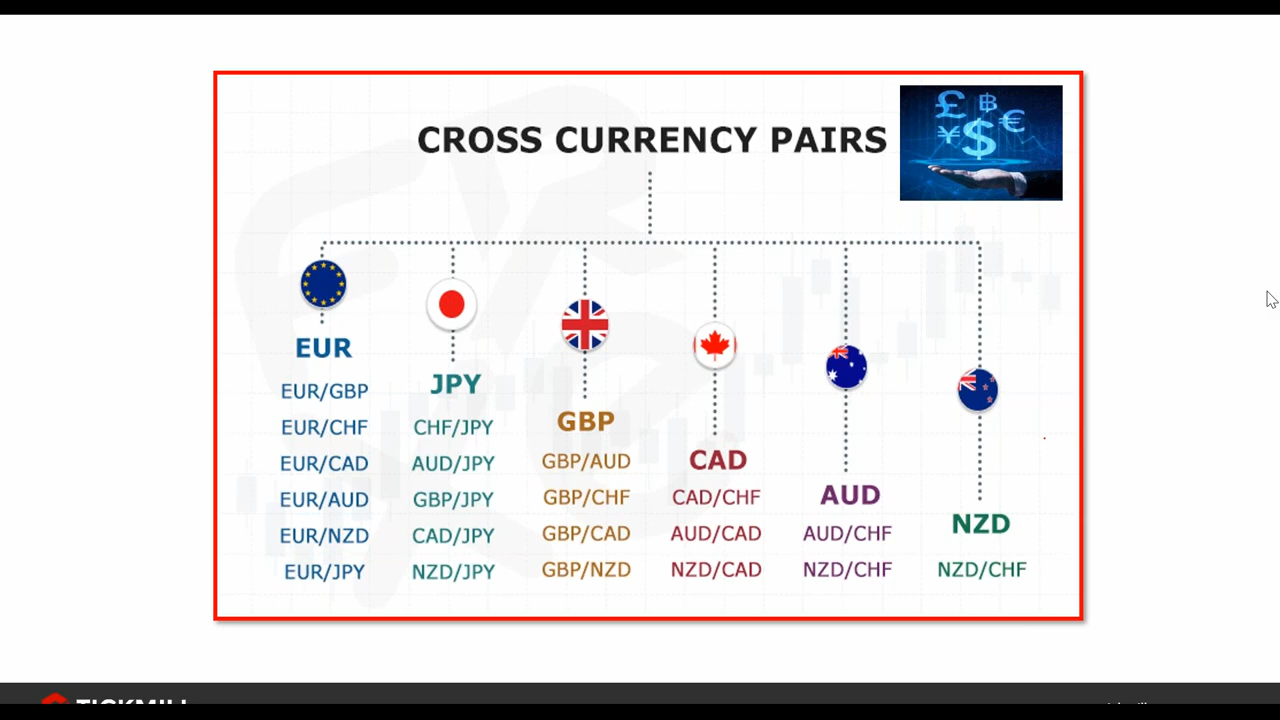 CROSS CURRENCY PAIRS
EUR
EUR/GBP
EUR/CHF
EUR/CAD
EUR/AUD
EUR/NZD
EUR/JPY
JPY
CHF/JPY
AUD/JPY
GBP/JPY
CAD/JPY
NZD/JPY
GBP
GBP/AUD
GBP/CHF
GBP/CAD
GBP/NZD
CAD
CAD/CHF
AUD/CAD
NZD/CAD
AUD
AUD/CHF
NZD/CHF
NZD
NZD/CHF
TICKMILL